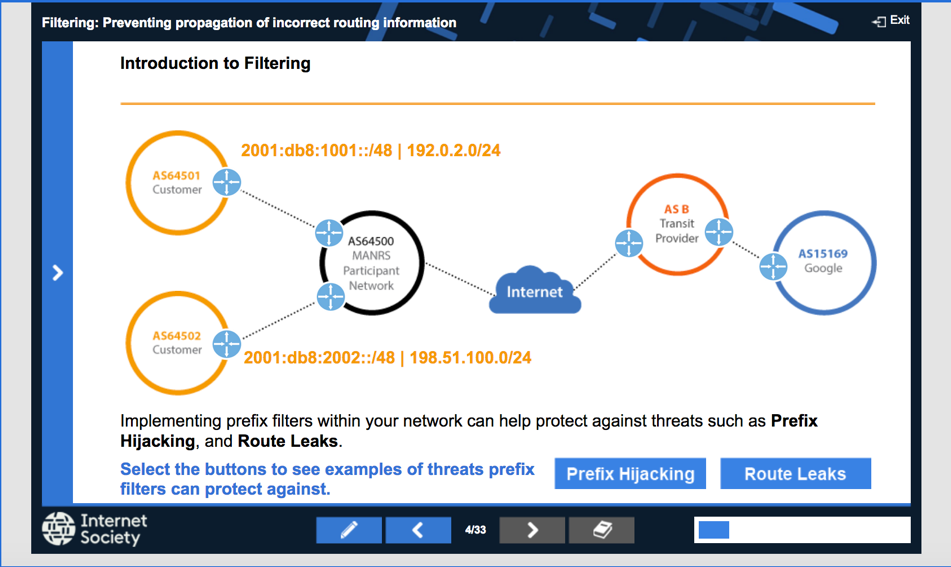 Filtering: Preventing propagation of incorrect routing information
Exit
Introduction to Filtering
2001:db8:1001::/48 | 192.0.2.0/24
AS64501
Customer
AS64500
MANRS
Participant
Network
Internet
AS B
Transit
Provider
AS15169
Google
AS64502
Customer
2001:db8:2002::/48 | 198.51.100.0/24
Implementing prefix filters within your network can help protect against threats such as Prefix
Hijacking, and Route Leaks.
Select the buttons to see examples of threats prefix
filters can protect against.
Prefix Hijacking
Route Leaks
Internet
Society
4/33